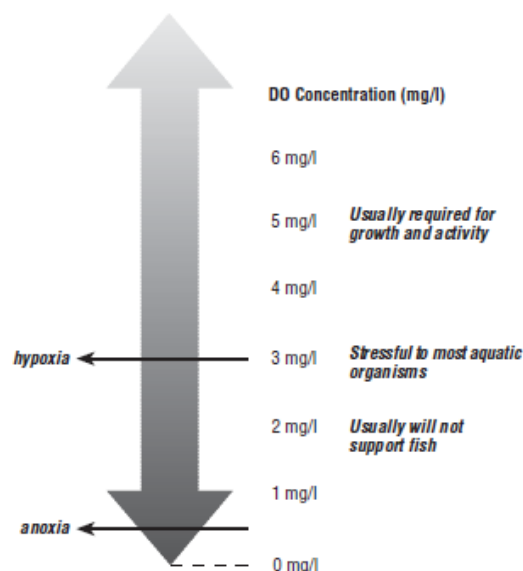 DO Concentration (mg/l)
6 mg/l
5 mg/l Usually required for
growth and activity
4 mg/l
hypoxia 3 mg/l Stressful to most aquatic
organisms
2 mg/l Usually will not
support fish
1 mg/l
anoxia
0 mg/l